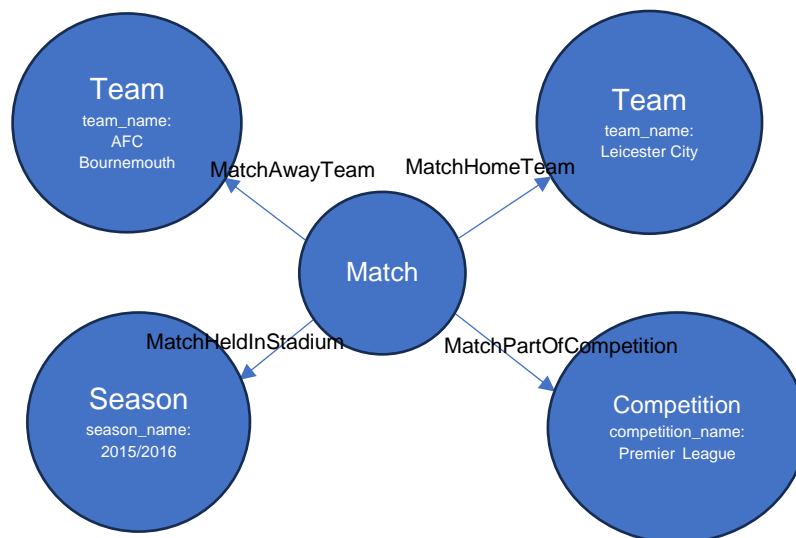 Team
team_name:
AFC
Bournemouth
Team
team_name:
Leicester City
MatchAwayTeam
MatchHomeTeam
Match
MatchHeldInStadium
MatchPartOfCompetition
Season
season_name:
2015/2016
Competition
competition_name:
Premier League